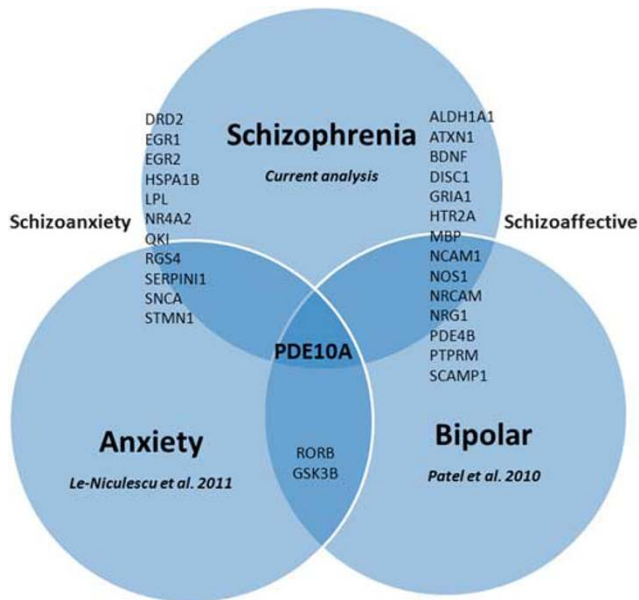 Schizophrenia
Current analysis
DRD2
EGR1
EGR2
HSPA1B
LPL
NR4A2
QKI
RGS4
SERPINI1
SNCA
STMN1
Schizoanxiety
ALDH1A1
ATXN1
BDNF
DISC1
GRIA1
HTR2A
MBP
NCAM1
NOS1
NRCAM
NRG1
PDE4B
PTPRM
SCAMP1
Schizoaffective
PDE10A
Anxiety
Le-Niculescu et al. 2011
RORB
GSK3B
Bipolar
Patel et al. 2010